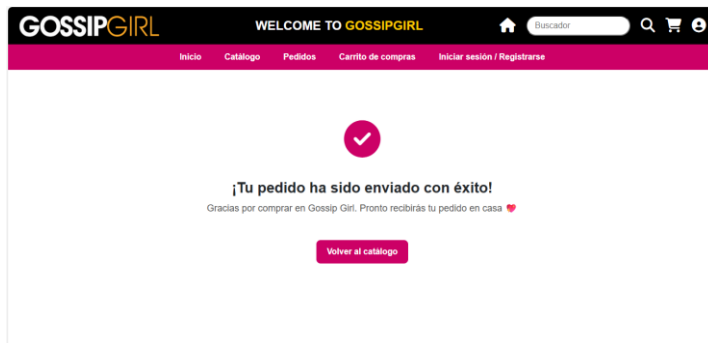 GOSSIPGIRL
WELCOME TO GOSSIPGIRL
Buscador
Inicio Catálogo Pedidos Carrito de compras Iniciar sesión / Registrarse
¡Tu pedido ha sido enviado con éxito!
Gracias por comprar en Gossip Girl. Pronto recibirás tu pedido en casa 💖
Volver al catálogo